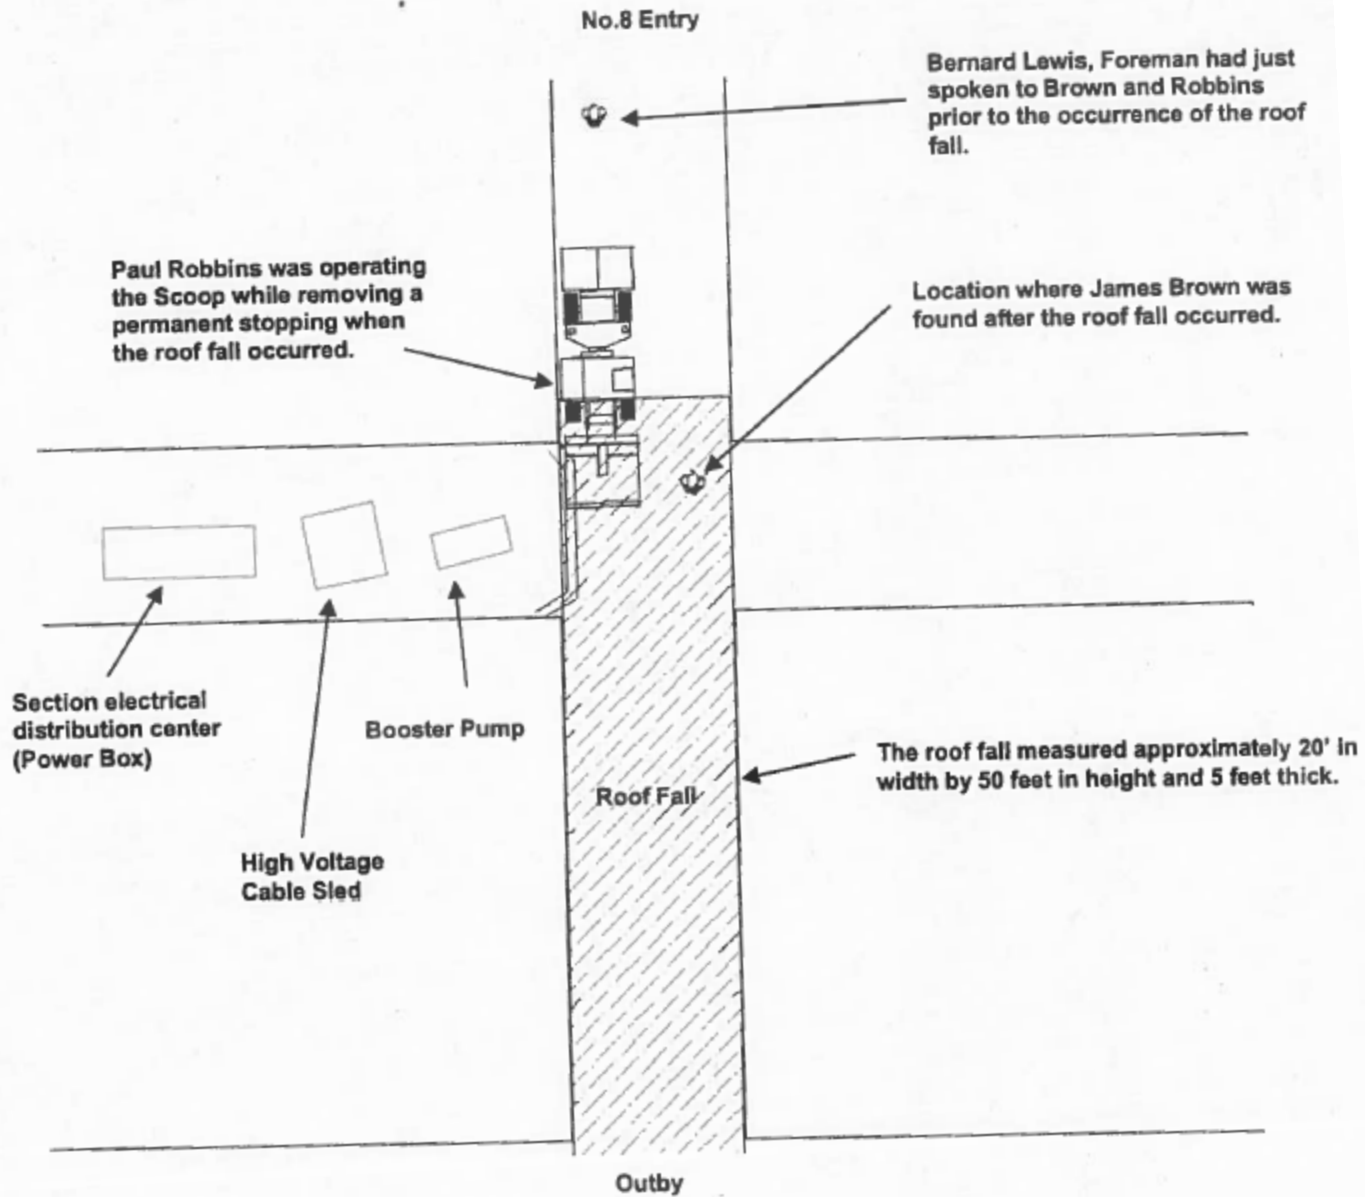 No.8 Entry
Bernard Lewis, Foreman had just
spoken to Brown and Robbins
prior to the occurrence of the roof
fall.
Paul Robbins was operating
the Scoop while removing a
permanent stopping when
the roof fall occurred.
Location where James Brown was
found after the roof fall occurred.
Section electrical
distribution center
(Power Box)
Booster Pump
High Voltage
Cable Sled
The roof fall measured approximately 20' in
width by 50 feet in height and 5 feet thick.
Roof Fall
Outby